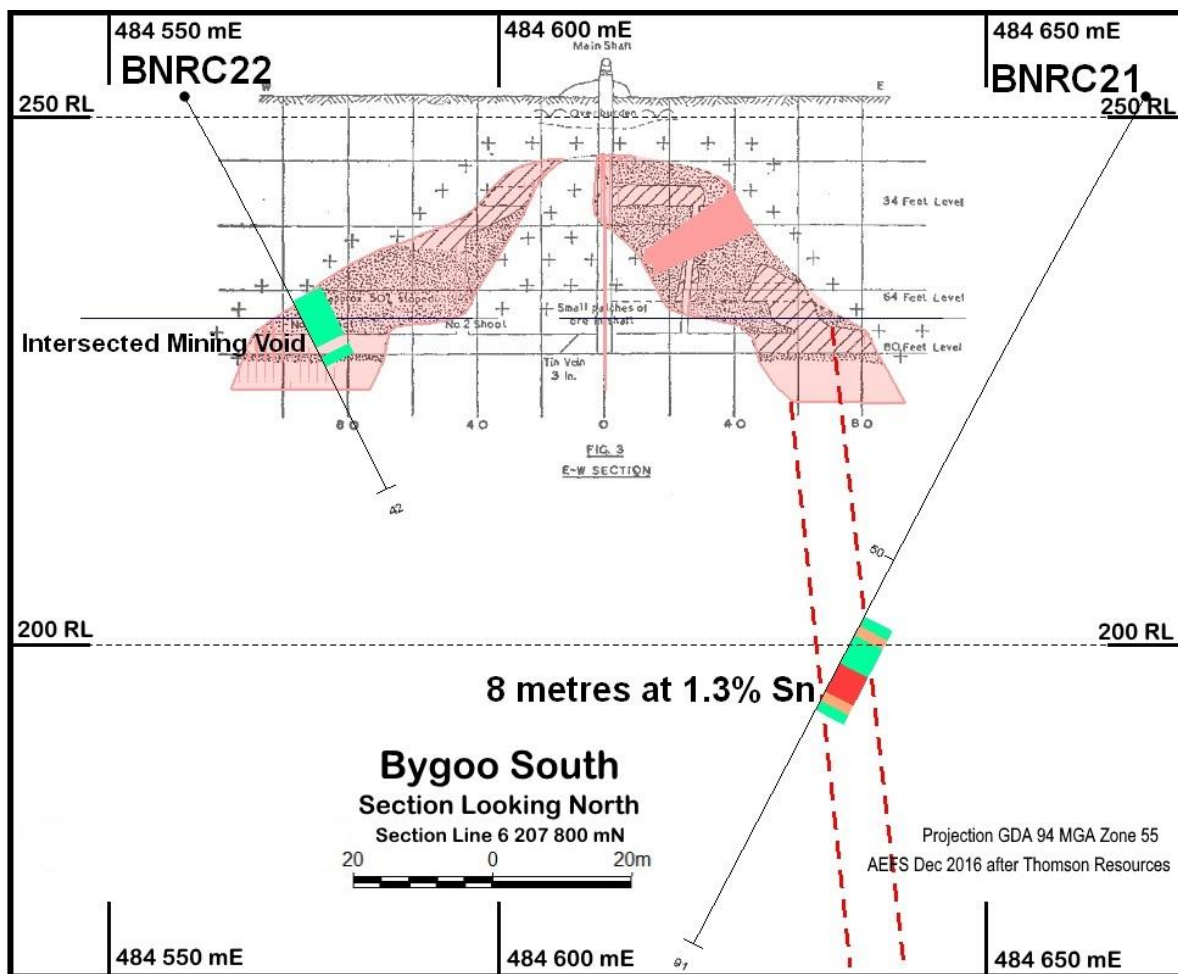 484 550 mE
484 600 mE
484 650 mE
Main Shaft
BNRC22
BNRC21
W
E
250 RL
250 RL
Overburden
34 Feet Level
approx. 50% stoped
64 Feet Level
Small patches of
ore in shaft
No 2 Shoot
Intersected Mining Void
80 Feet Level
Tin Vein
3 In.
80
40
0
40
80
FIG. 3
E-W SECTION
42
50
200 RL
200 RL
8 metres at 1.3% Sn
Bygoo South
Section Looking North
Section Line 6 207 800 mN
20
0
20m
Projection GDA 94 MGA Zone 55
AEFS Dec 2016 after Thomson Resources
91
484 550 mE
484 600 mE
484 650 mE